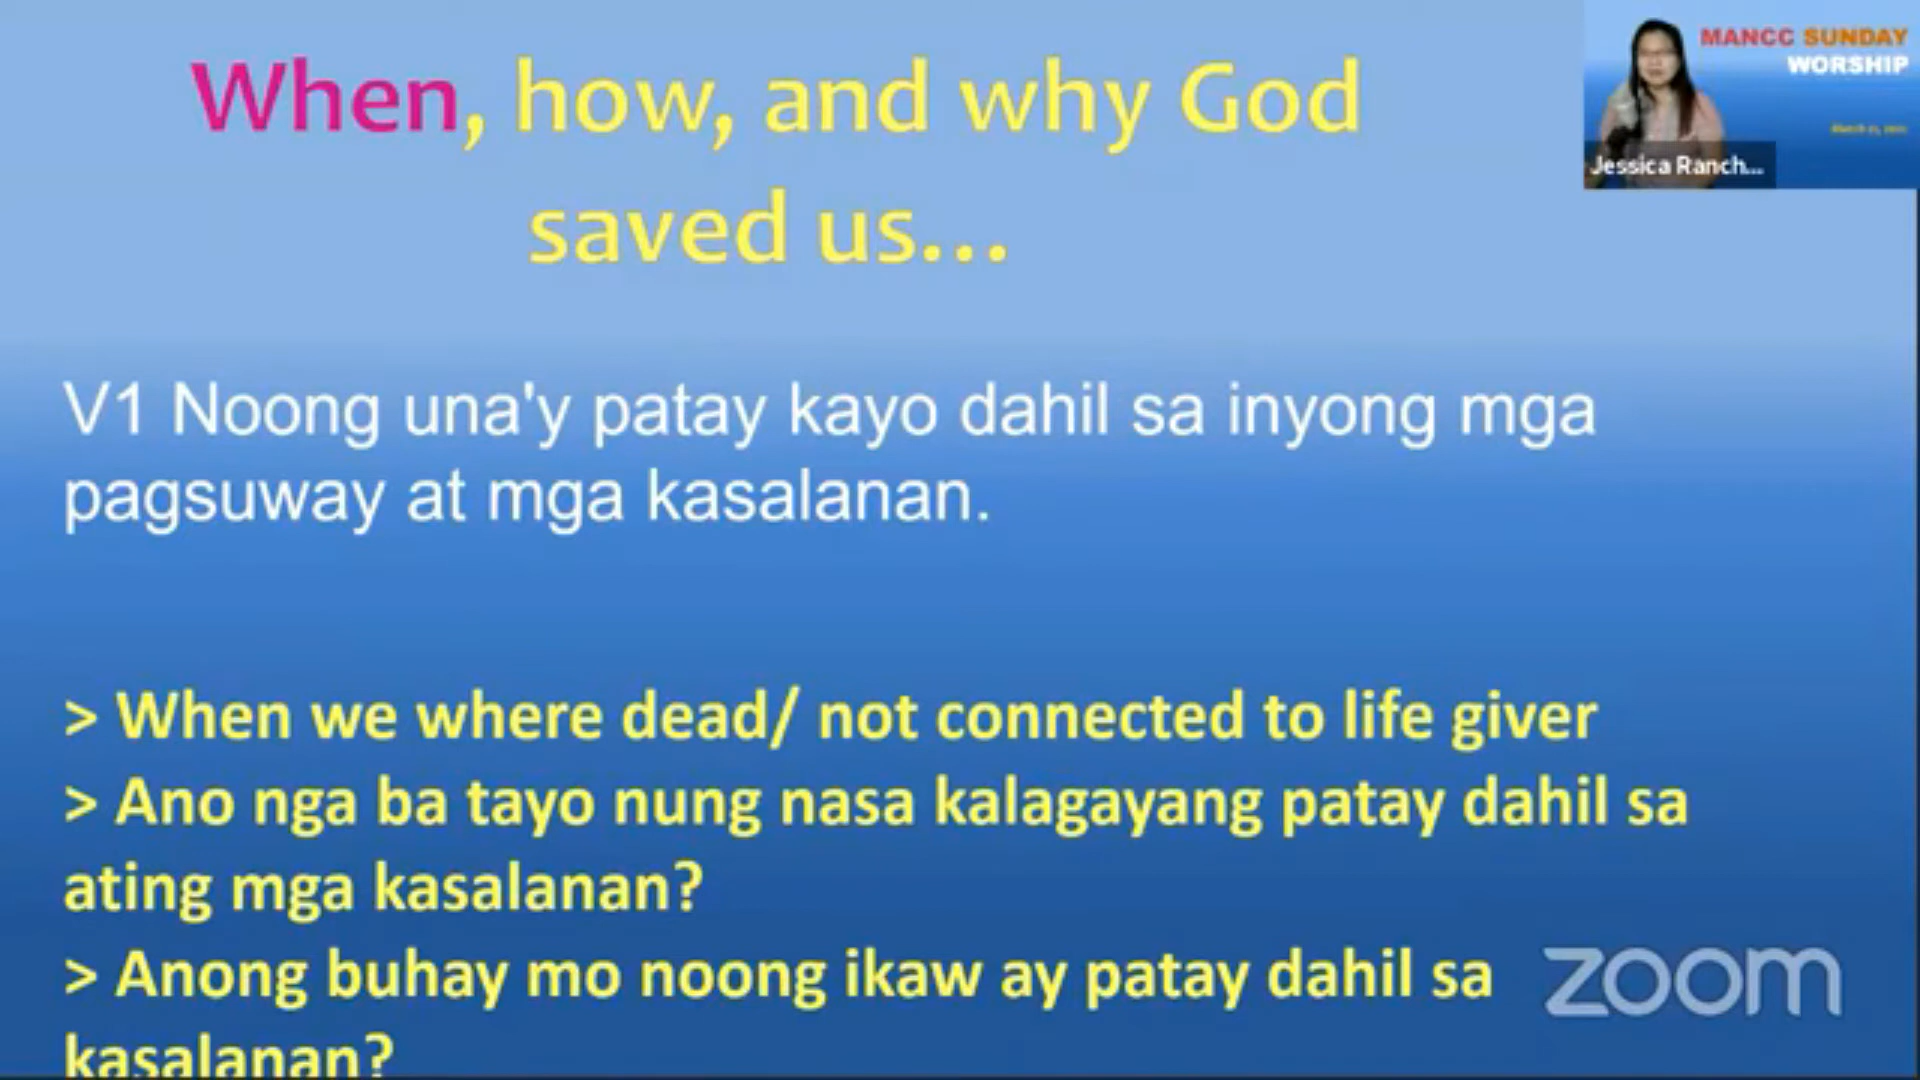 When, how, and why God
saved us...
MANCC SUNDAY
WORSHIP
Jessica Ranch...
V1 Noong una'y patay kayo dahil sa inyong mga
pagsuway at mga kasalanan.
> When we where dead/ not connected to life giver
> Ano nga ba tayo nung nasa kalagayang patay dahil sa
ating mga kasalanan?
> Anong buhay mo noong ikaw ay patay dahil sa
kasalanan?
zoom